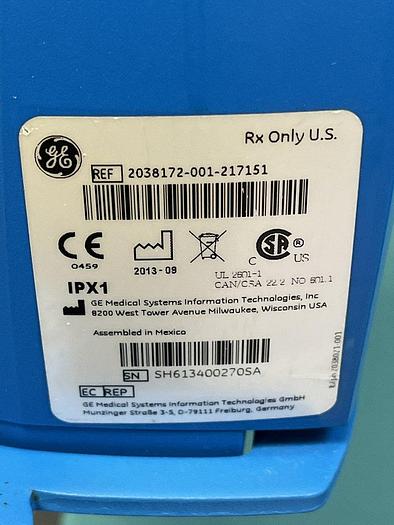 GE
Rx Only U.S.
REF 2038172-001-217151
CE
0459
2013-09
C SA ® US
UL 2601-1
CAN/CSA 22.2 NO 601.1
IPX1
GE Medical Systems Information Technologies, Inc
8200 West Tower Avenue Milwaukee, Wisconsin USA
Assembled in Mexico
SN SH613400270SA
EC REP
GE Medical Systems Information Technologies GmbH
Munzinger Straße 3-5, D-79111 Freiburg, Germany